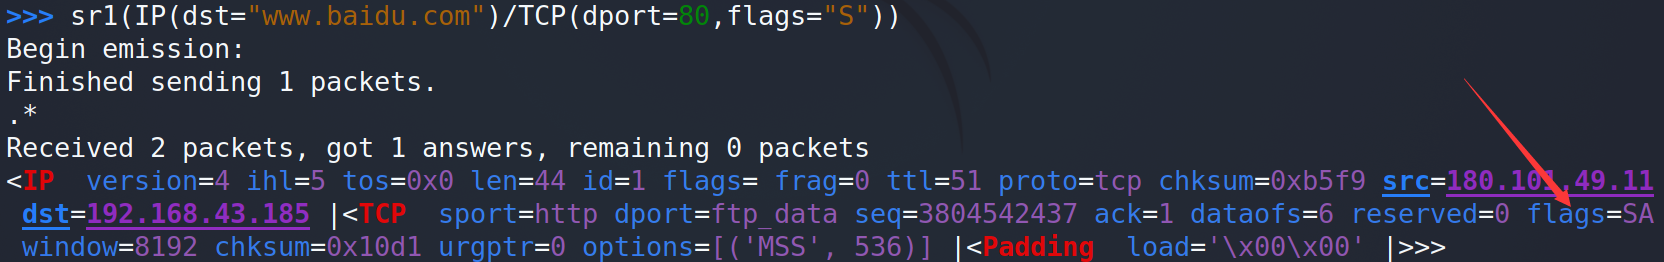 >>> sr1(IP(dst="www.baidu.com")/TCP(dport=80,flags="S"))
Begin emission:
Finished sending 1 packets.
.*
Received 2 packets, got 1 answers, remaining 0 packets
<IP  version=4 ihl=5 tos=0x0 len=44 id=1 flags= frag=0 ttl=51 proto=tcp chksum=0xb5f9 src=180.101.49.11
 dst=192.168.43.185 |<TCP  sport=http dport=ftp_data seq=3804542437 ack=1 dataofs=6 reserved=0 flags=SA
 window=8192 chksum=0x10d1 urgptr=0 options=[('MSS', 536)] |<Padding  load='\x00\x00' |>>>